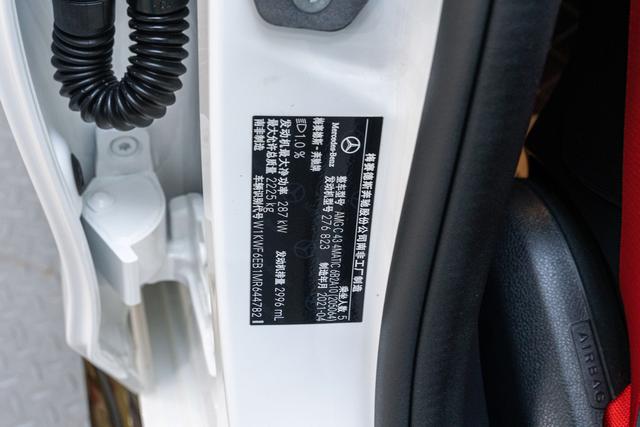 梅赛德斯奔驰股份公司南非工厂制造
Mercedes-Benz
梅赛德斯-奔驰牌
整车型号 AMG C 43 4MATIC 6R2A10(205064)
发动机型号 276 823
乘坐人数 5
制造年月 2021-04
1.0 %
发动机最大净功率 287 kW
发动机排量 2996 mL
最大允许总质量 2225 kg
南非制造
车辆识别代号 W1KWF6EB1MR644782
AIRBAG